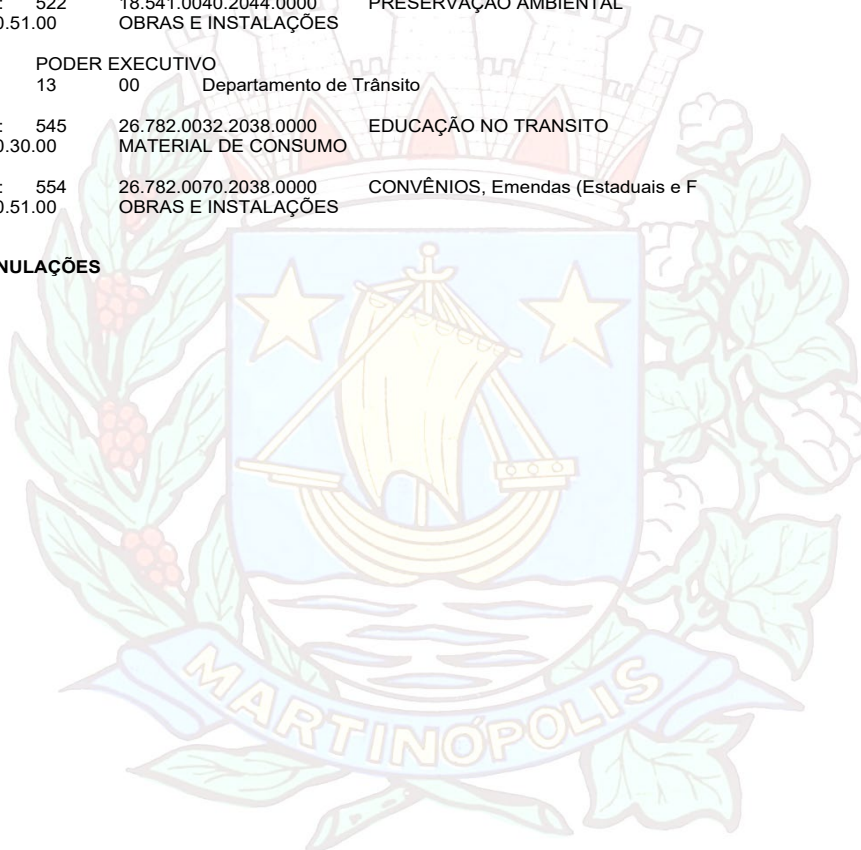 : 522 18.541.0040.2044.0000 PRESERVAÇÃO AMBIENTAL
0.51.00 OBRAS E INSTALAÇÕES
PODER EXECUTIVO
13 00 Departamento de Trânsito
: 545 26.782.0032.2038.0000 EDUCAÇÃO NO TRANSITO
0.30.00 MATERIAL DE CONSUMO
: 554 26.782.0070.2038.0000 CONVÊNIOS, Emendas (Estaduais e F
0.51.00 OBRAS E INSTALAÇÕES
NULAÇÕES
MARTINÓPOLIS